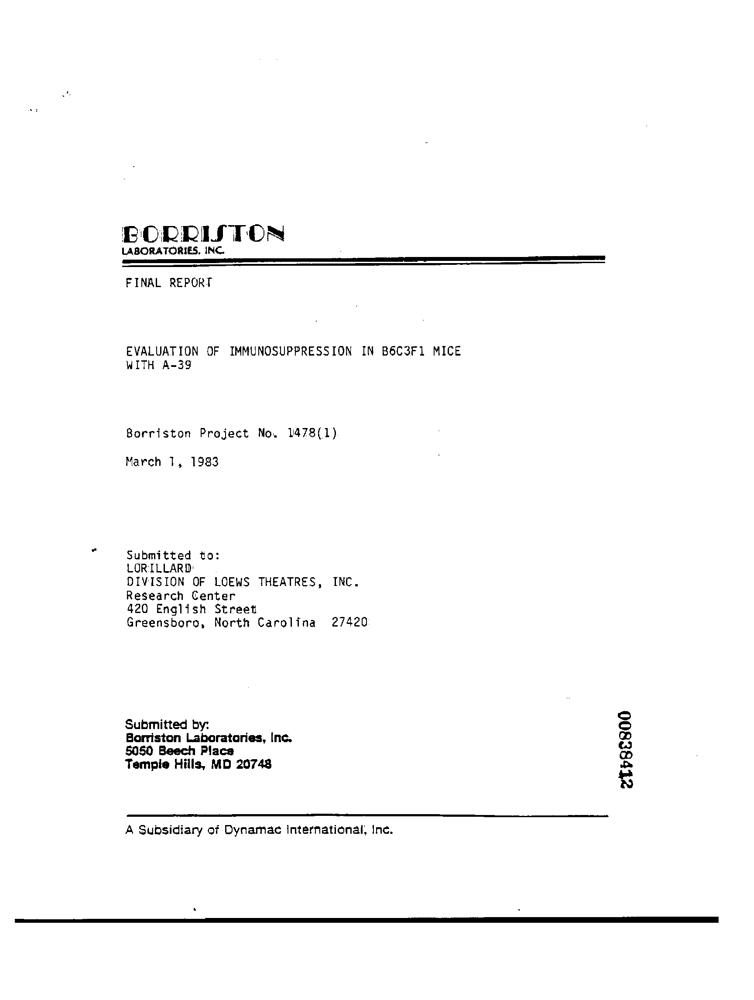 BORRISTON
LABORATORIES, INC.
FINAL REPORT
EVALUATION OF IMMUNOSUPPRESSION IN B6C3F1 MICE
WITH A-39
Borriston Project No. 1478(1)
March 1, 1983
Submitted to:
LORILLARD
DIVISION OF LOEWS THEATRES, INC.
Research Center
420 English Street
Greensboro, North Carolina 27420
Submitted by:
Borriston Laboratories, Inc.
5050 Beech Place
Temple Hills, MD 20748
00838412
A Subsidiary of Dynamac International, Inc.